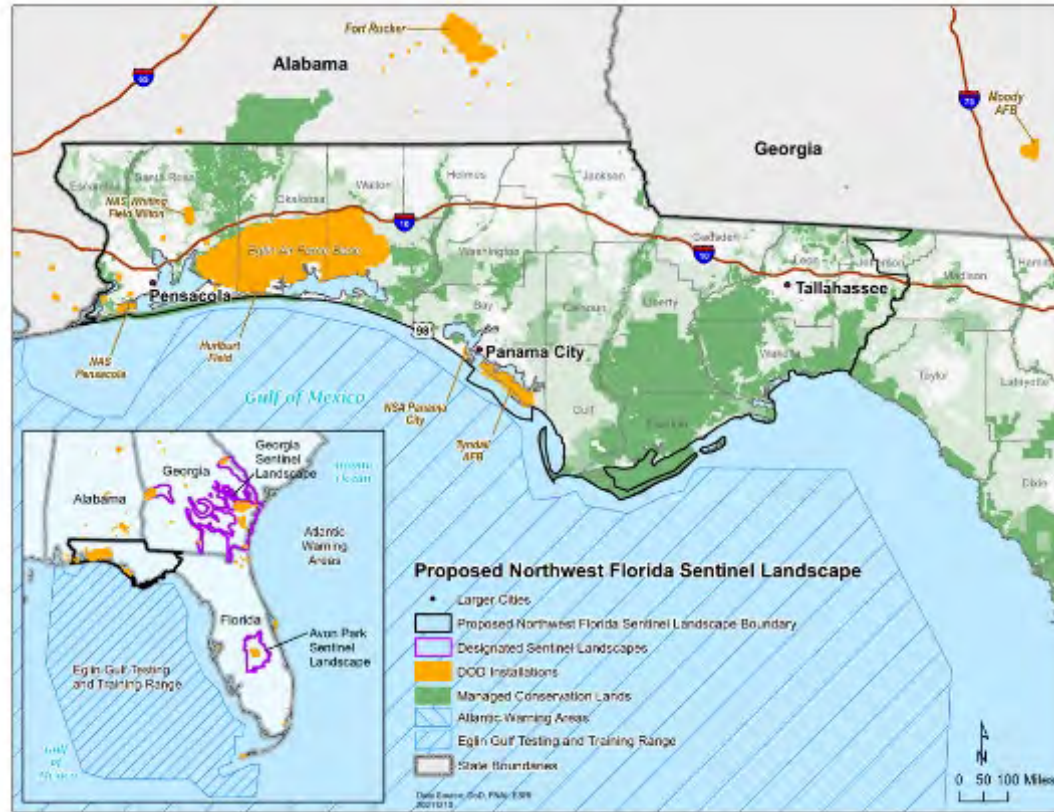 Fort Rucker
Alabama
65
Moody
AFB
75
Georgia
Escambia
Santa Rosa
Okaloosa
Walton
Holmes
Jackson
NAS Whiting
Field Milton
10
Eglin Air Force Base
Washington
Gadsden
Leon
Jefferson
Madison
10
Pensacola
Tallahassee
Bay
Calhoun
Liberty
98
Hurlburt
Field
NAS
Pensacola
Panama City
Wakulla
Taylor
Lafayette
Gulf of Mexico
NSA Panama
City
Gulf
Franklin
Tyndall
AFB
Dixie
Georgia
Sentinel
Landscape
Georgia
Alabama
Atlantic
Warning
Areas
Florida
Avon Park
Sentinel
Landscape
Eglin Gulf Testing
and Training Range
Gulf
of
Mexico
Proposed Northwest Florida Sentinel Landscape
Larger Cities
Proposed Northwest Florida Sentinel Landscape Boundary
Designated Sentinel Landscapes
DOD Installations
Managed Conservation Lands
Atlantic Warning Areas
Eglin Gulf Testing and Training Range
State Boundaries
N
0 50 100 Miles